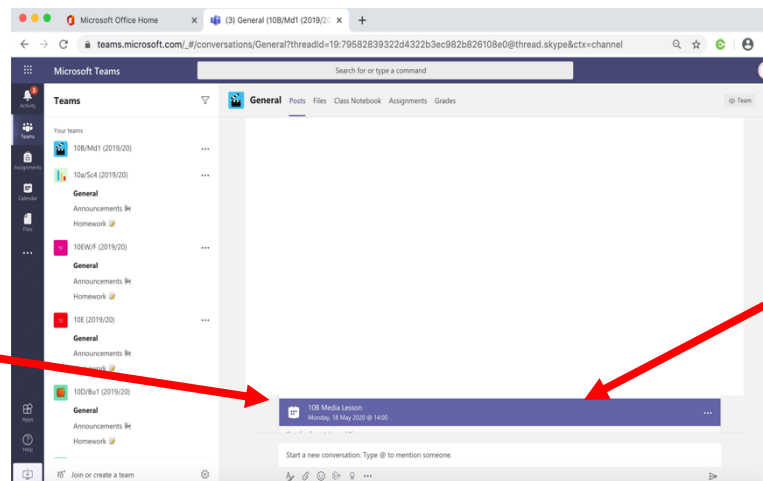 Microsoft Office Home
(3) General (10B/Md1 (2019/20
teams.microsoft.com/_#/conversations/General?threadId=19:79582839322d4322b3ec982b826108e0@thread.skype&ctx=channel
Microsoft Teams
Search for or type a command
Activity
Teams
Assignments
Calendar
Files
Apps
Help
Teams
Your teams
10B/Md1 (2019/20)
10a/Sc4 (2019/20)
General
Announcements
Homework
10EW/F (2019/20)
General
Announcements
Homework
10E (2019/20)
General
Announcements
Homework
10D/Bu1 (2019/20)
General
Announcements
Homework
Join or create a team
General Posts Files Class Notebook Assignments Grades
Team
10B Media Lesson
Monday, 18 May 2020 @ 14:00
Start a new conversation. Type @ to mention someone.